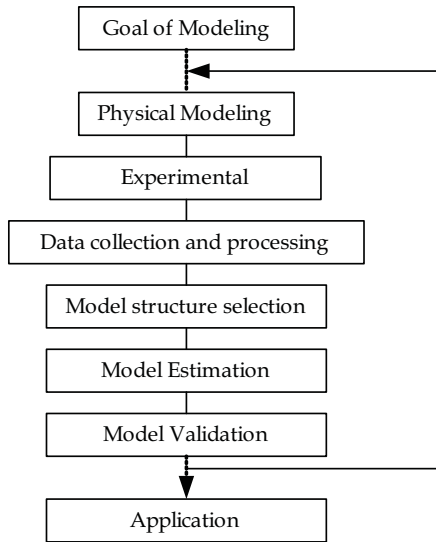 Goal of Modeling
Physical Modeling
Experimental
Data collection and processing
Model structure selection
Model Estimation
Model Validation
Application